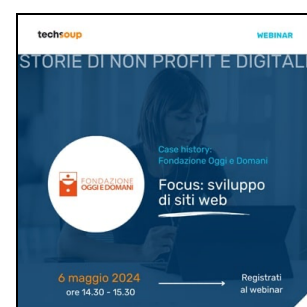 techsoup
WEBINAR
STORIE DI NON PROFIT E DIGITAL
Case history:
Fondazione Oggi e Domani
FONDAZIONE
OGGI E DOMANI
Focus: sviluppo
di siti web
6 maggio 2024
ore 14.30 - 15.30
Registrati
al webinar